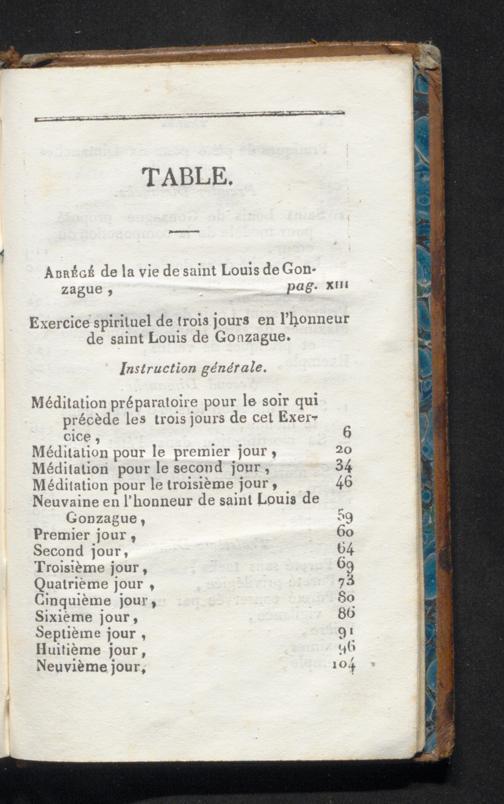 TABLE.
ABRÉGÉ de la vie de saint Louis de Gon-
zague , pag. XIII
Exercice spirituel de trois jours en l'honneur
de saint Louis de Gonzague.
Instruction générale.
Méditation préparatoire pour le soir qui
précède les trois jours de cet Exer-
cice , 6
Méditation pour le premier jour , 20
Méditation pour le second jour , 34
Méditation pour le troisième jour , 46
Neuvaine en l'honneur de saint Louis de
Gonzague , 59
Premier jour , 60
Second jour , 64
Troisième jour , 69
Quatrième jour , 73
Cinquième jour , 80
Sixième jour , 86
Septième jour , 91
Huitième jour , 96
Neuvième jour , 104